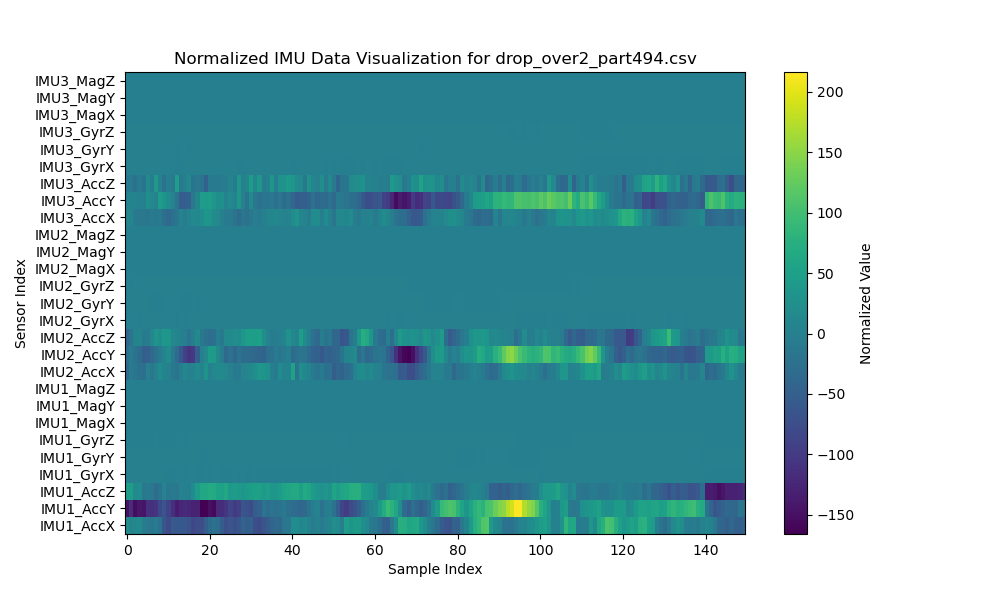 Normalized IMU Data Visualization for drop_over2_part494.csv
IMU3_MagZ
IMU3_MagY
IMU3_MagX
IMU3_GyrZ
IMU3_GyrY
IMU3_GyrX
IMU3_AccZ
IMU3_AccY
IMU3_AccX
IMU2_MagZ
IMU2_MagY
IMU2_MagX
IMU2_GyrZ
IMU2_GyrY
IMU2_GyrX
IMU2_AccZ
IMU2_AccY
IMU2_AccX
IMU1_MagZ
IMU1_MagY
IMU1_MagX
IMU1_GyrZ
IMU1_GyrY
IMU1_GyrX
IMU1_AccZ
IMU1_AccY
IMU1_AccX
Sensor Index
0 20 40 60 80 100 120 140
Sample Index
200
150
100
50
0
−50
−100
−150
Normalized Value